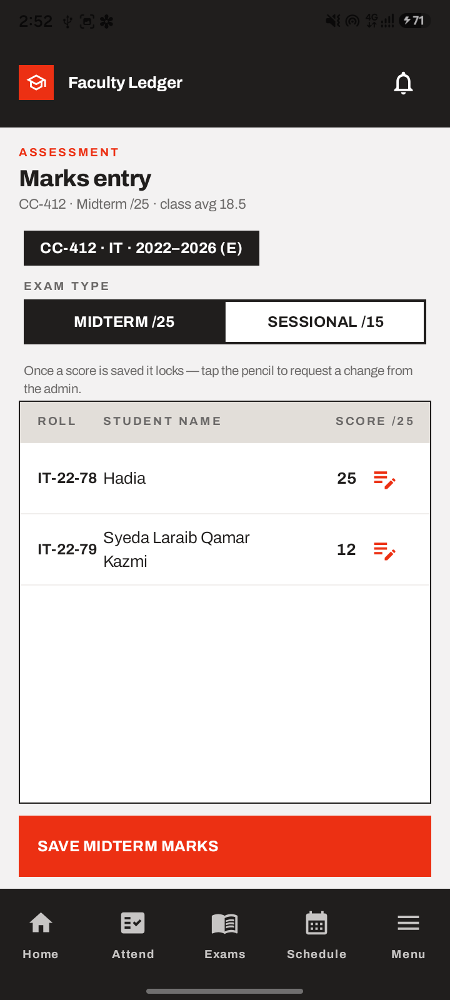 2:52
4G
71
Faculty Ledger
ASSESSMENT
Marks entry
CC-412 · Midterm /25 · class avg 18.5
CC-412 · IT · 2022–2026 (E)
EXAM TYPE
MIDTERM /25 SESSIONAL /15
Once a score is saved it locks — tap the pencil to request a change from
the admin.
ROLL STUDENT NAME SCORE /25
IT-22-78 Hadia 25
IT-22-79 Syeda Laraib Qamar
Kazmi 12
SAVE MIDTERM MARKS
Home Attend Exams Schedule Menu